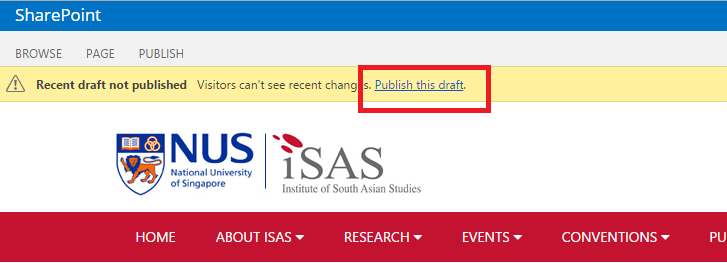 SharePoint
BROWSE PAGE PUBLISH
Recent draft not published Visitors can't see recent changes. Publish this draft.
NUS
National University
of Singapore
iSAS
Institute of South Asian Studies
HOME ABOUT ISAS RESEARCH EVENTS CONVENTIONS PU